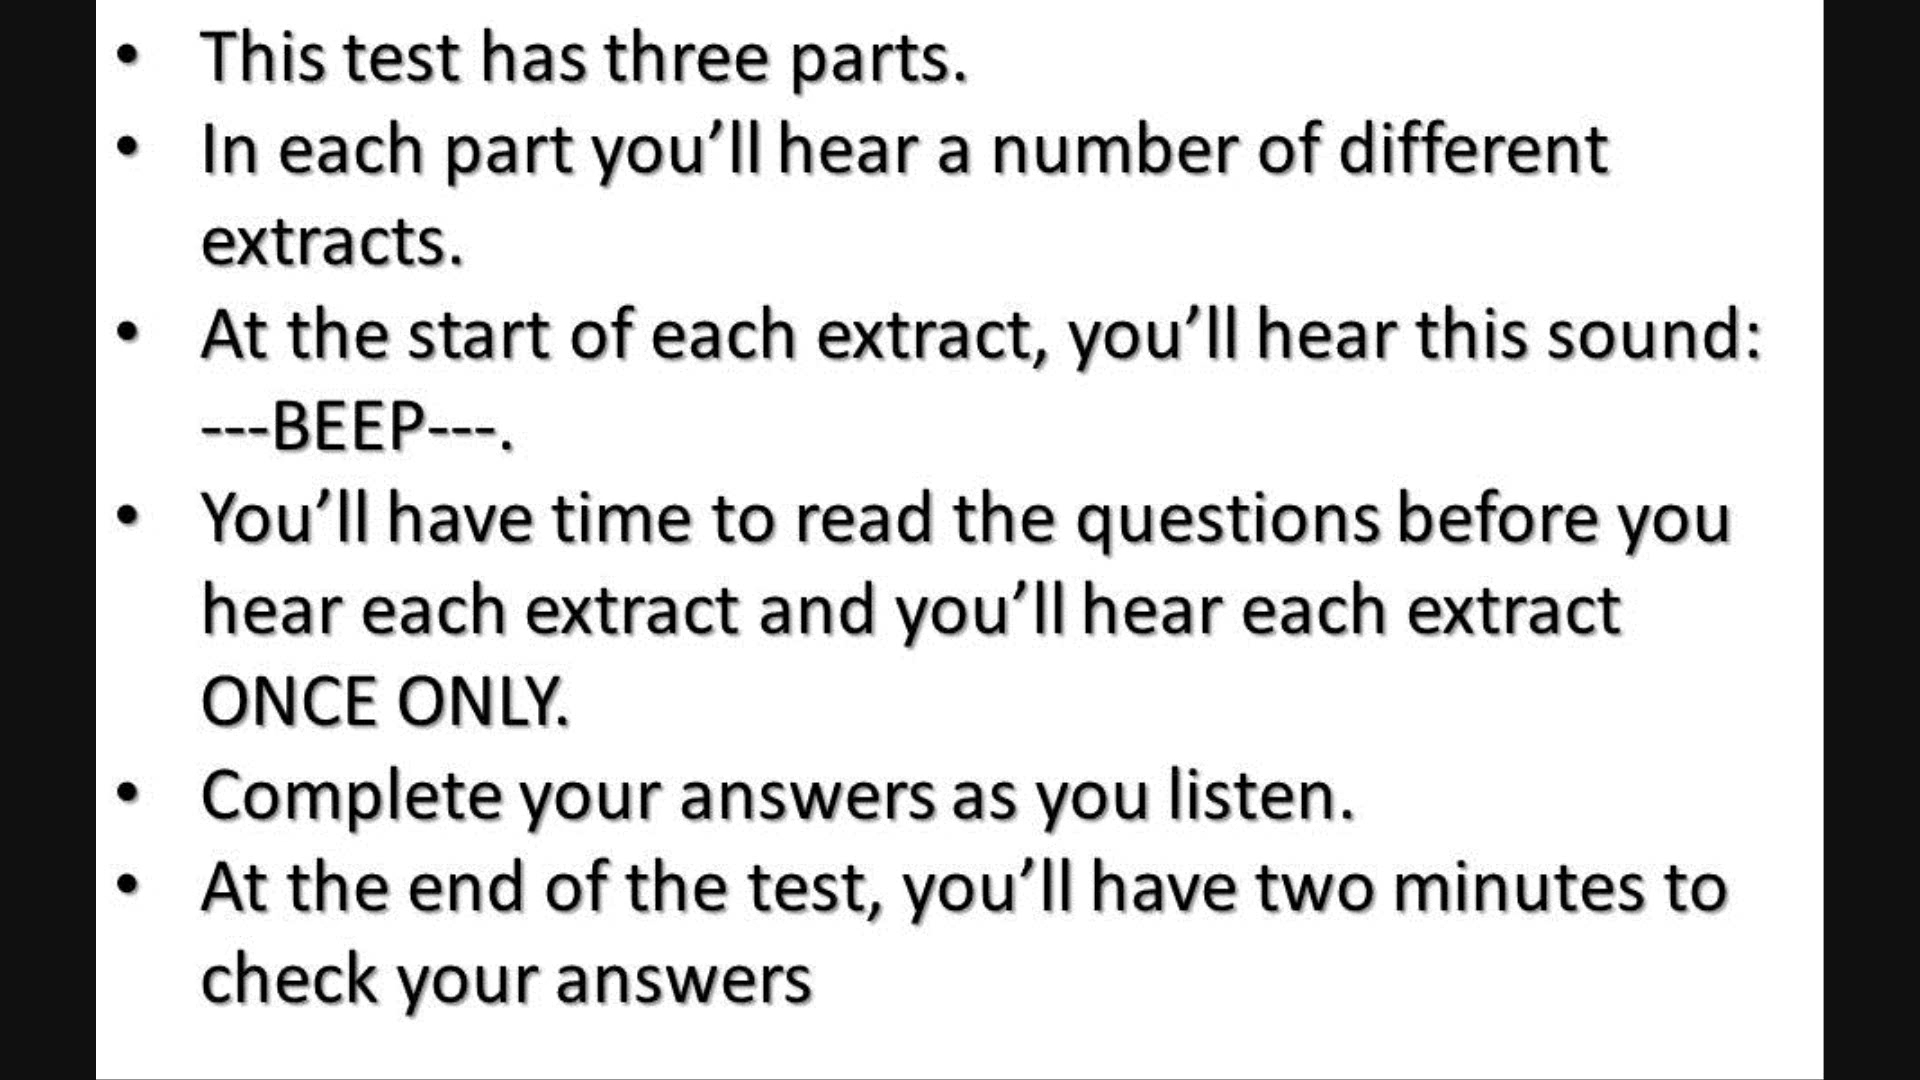 • This test has three parts.
• In each part you’ll hear a number of different
extracts.
• At the start of each extract, you’ll hear this sound:
---BEEP---.
• You’ll have time to read the questions before you
hear each extract and you’ll hear each extract
ONCE ONLY.
• Complete your answers as you listen.
• At the end of the test, you’ll have two minutes to
check your answers